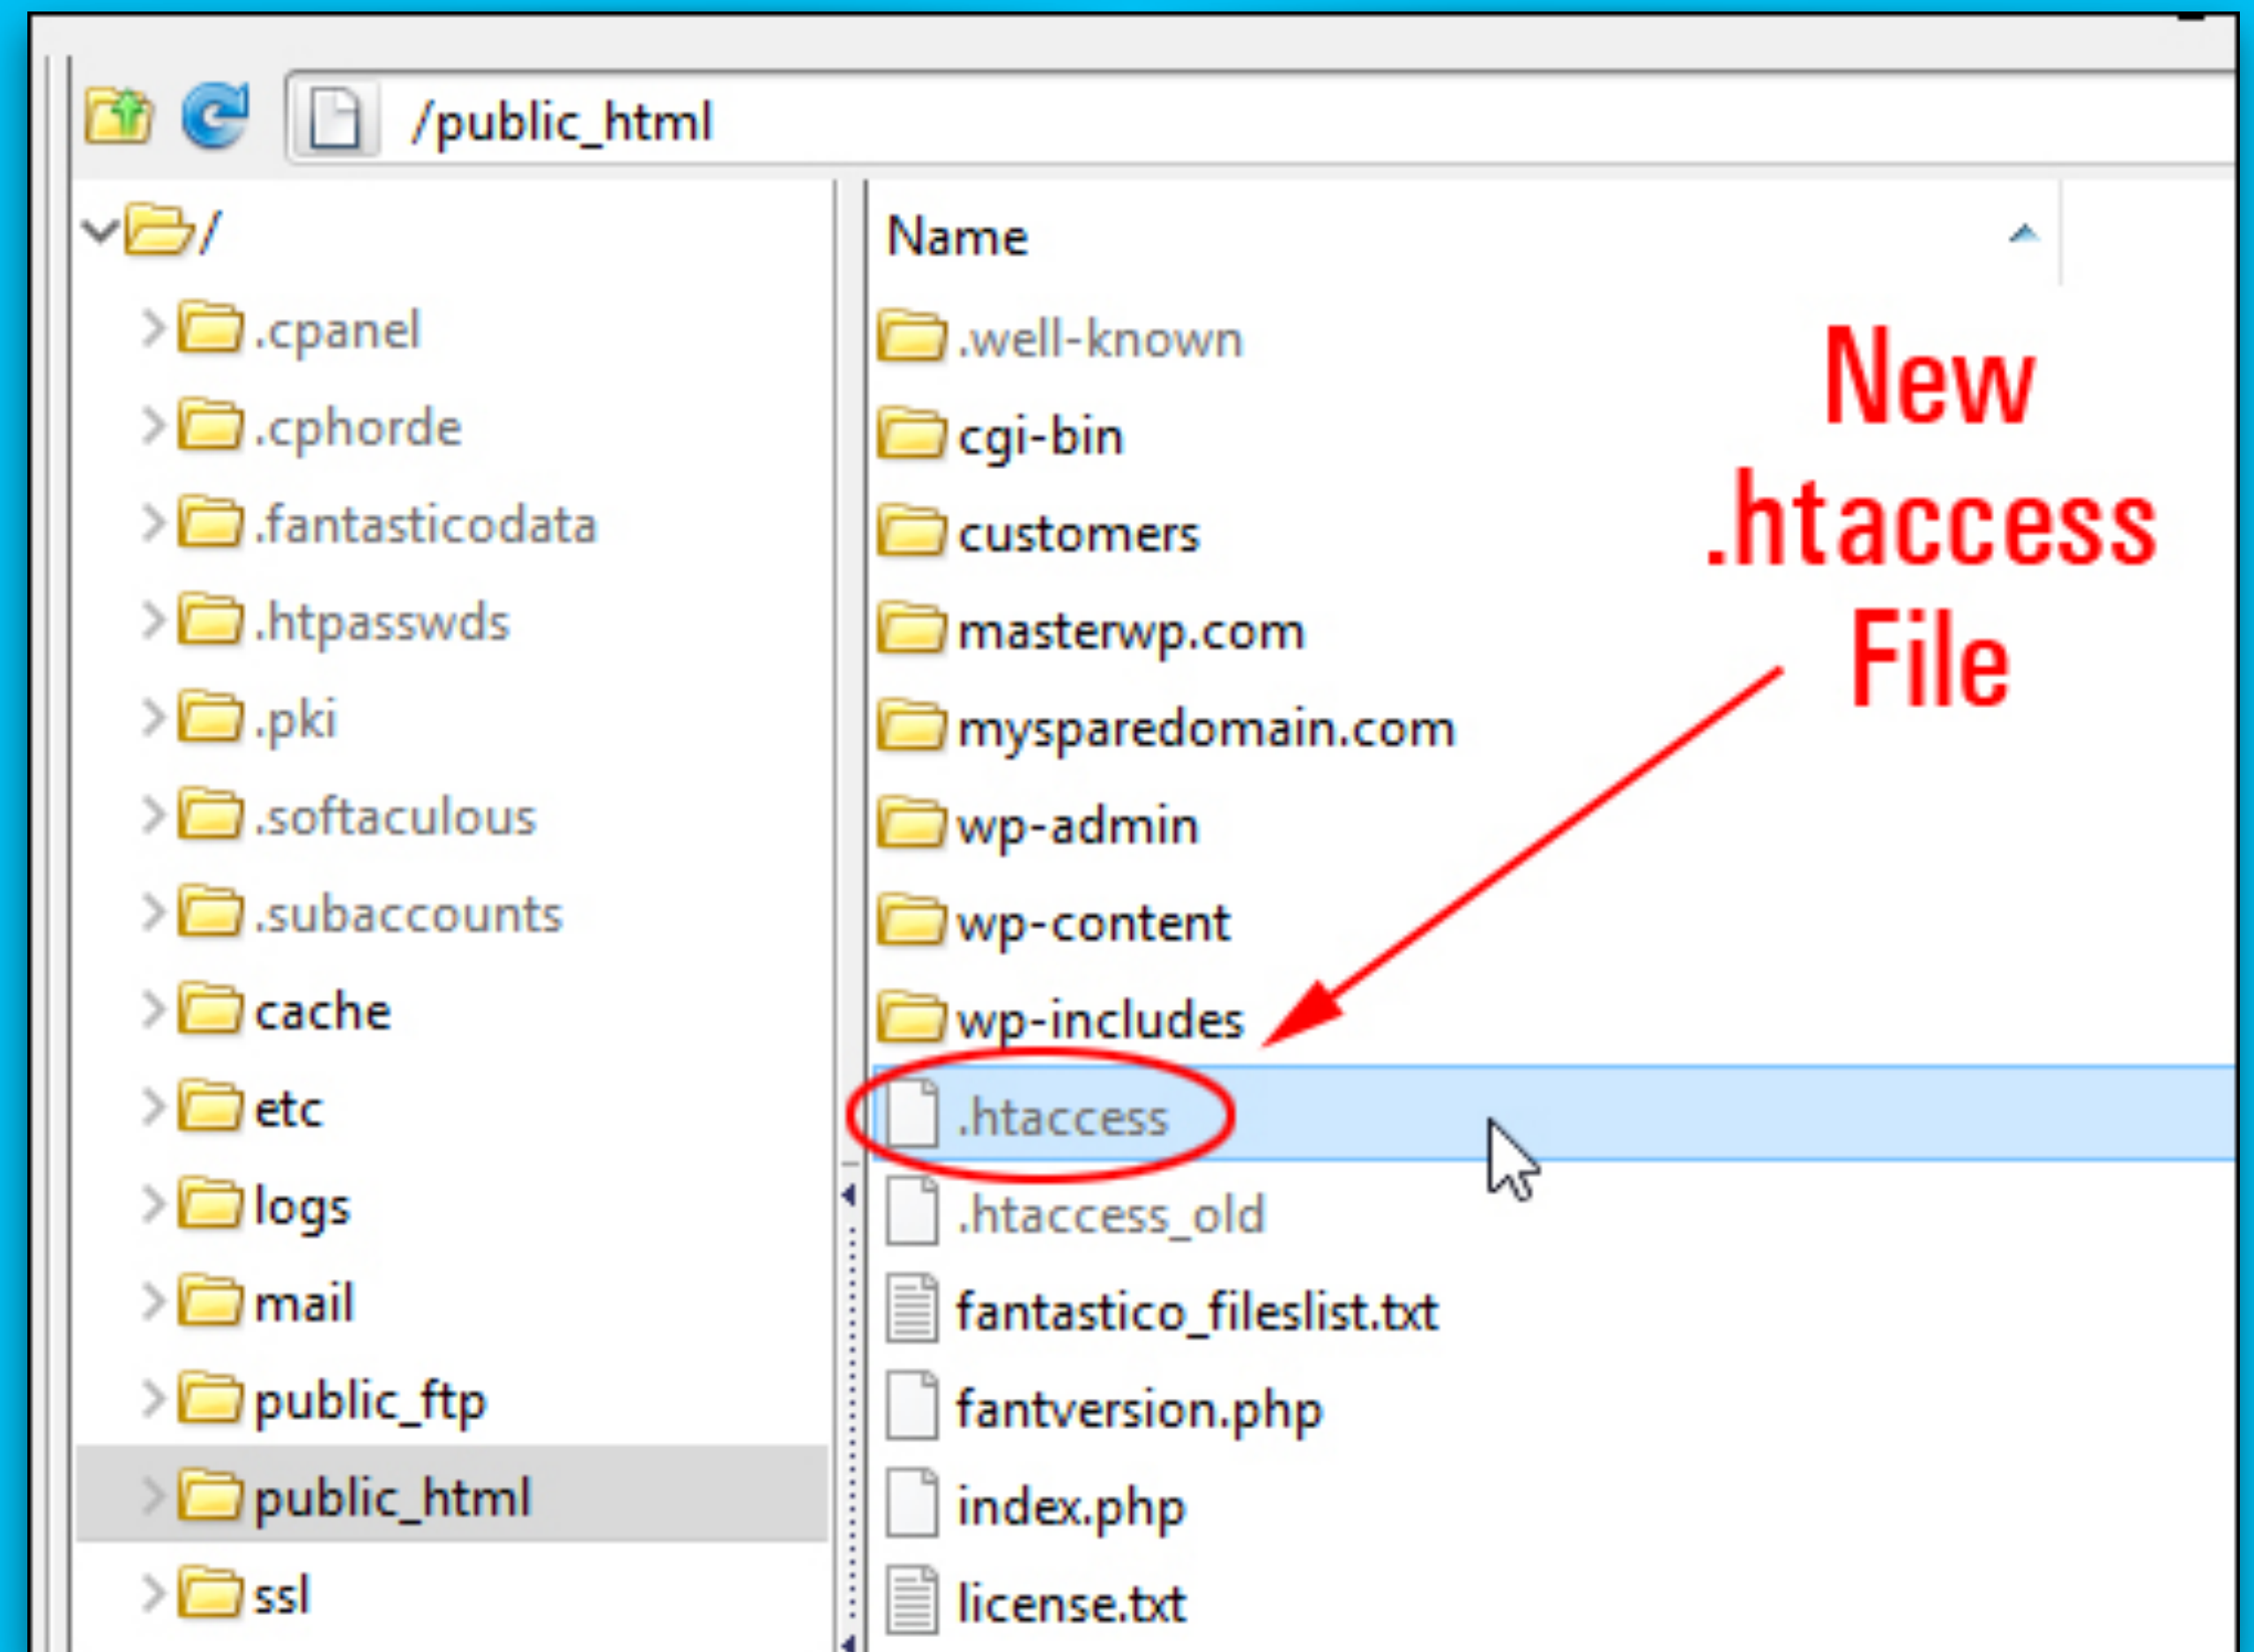 /public_html
/
.cpanel
.cphorde
.fantasticodata
.htpasswds
.pki
.softaculous
.subaccounts
cache
etc
logs
mail
public_ftp
public_html
ssl
Name
.well-known
cgi-bin
customers
masterwp.com
mysparedomain.com
wp-admin
wp-content
wp-includes
.htaccess
.htaccess_old
fantastico_fileslist.txt
fantversion.php
index.php
license.txt
New
.htaccess
File